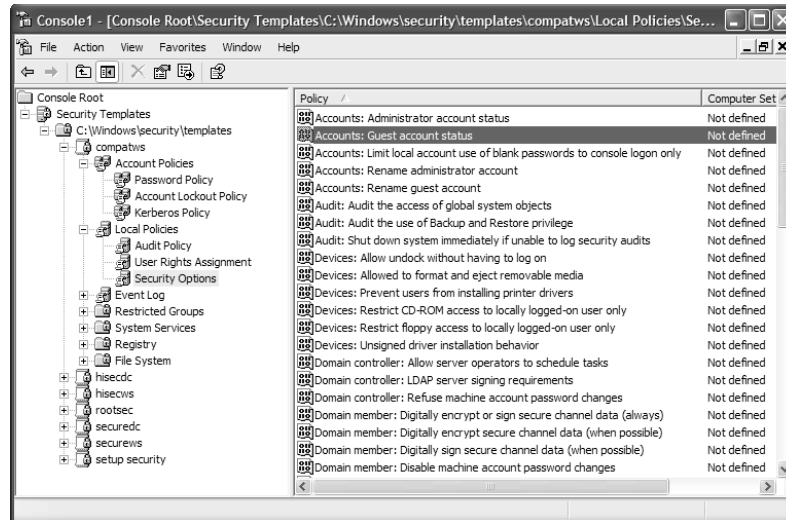 Console1 - [Console Root\Security Templates\C:\Windows\security\templates\compatws\Local Policies\Se...
File Action View Favorites Window Help
Console Root
Security Templates
C:\Windows\security\templates
compatws
Account Policies
Password Policy
Account Lockout Policy
Kerberos Policy
Local Policies
Audit Policy
User Rights Assignment
Security Options
Event Log
Restricted Groups
System Services
Registry
File System
hisecdc
hisecws
rootsec
securedc
securews
setup security
Policy Computer Set
Accounts: Administrator account status Not defined
Accounts: Guest account status Not defined
Accounts: Limit local account use of blank passwords to console logon only Not defined
Accounts: Rename administrator account Not defined
Accounts: Rename guest account Not defined
Audit: Audit the access of global system objects Not defined
Audit: Audit the use of Backup and Restore privilege Not defined
Audit: Shut down system immediately if unable to log security audits Not defined
Devices: Allow undock without having to log on Not defined
Devices: Allowed to format and eject removable media Not defined
Devices: Prevent users from installing printer drivers Not defined
Devices: Restrict CD-ROM access to locally logged-on user only Not defined
Devices: Restrict floppy access to locally logged-on user only Not defined
Devices: Unsigned driver installation behavior Not defined
Domain controller: Allow server operators to schedule tasks Not defined
Domain controller: LDAP server signing requirements Not defined
Domain controller: Refuse machine account password changes Not defined
Domain member: Digitally encrypt or sign secure channel data (always) Not defined
Domain member: Digitally encrypt secure channel data (when possible) Not defined
Domain member: Digitally sign secure channel data (when possible) Not defined
Domain member: Disable machine account password changes Not defined